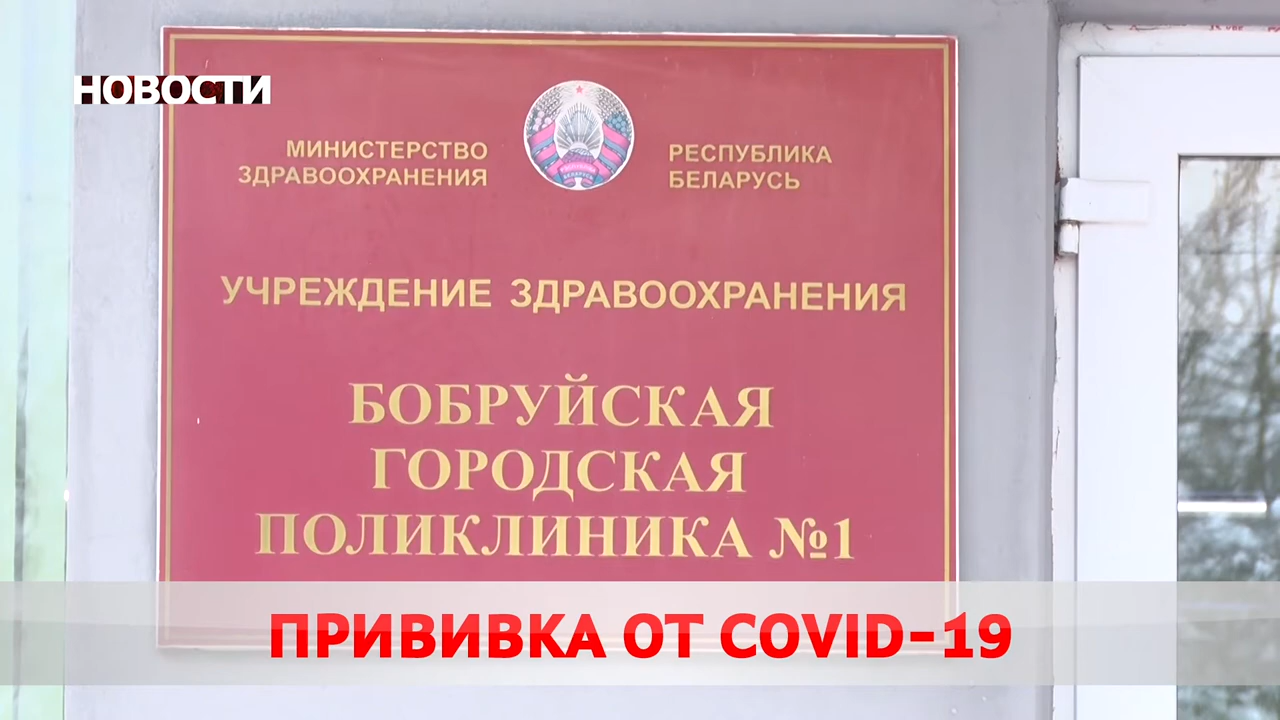 НОВОСТИ
МИНИСТЕРСТВО
ЗДРАВООХРАНЕНИЯ
РЕСПУБЛИКА
БЕЛАРУСЬ
УЧРЕЖДЕНИЕ ЗДРАВООХРАНЕНИЯ
БОБРУЙСКАЯ
ГОРОДСКАЯ
ПОЛИКЛИНИКА №1
ПРИВИВКА ОТ COVID-19